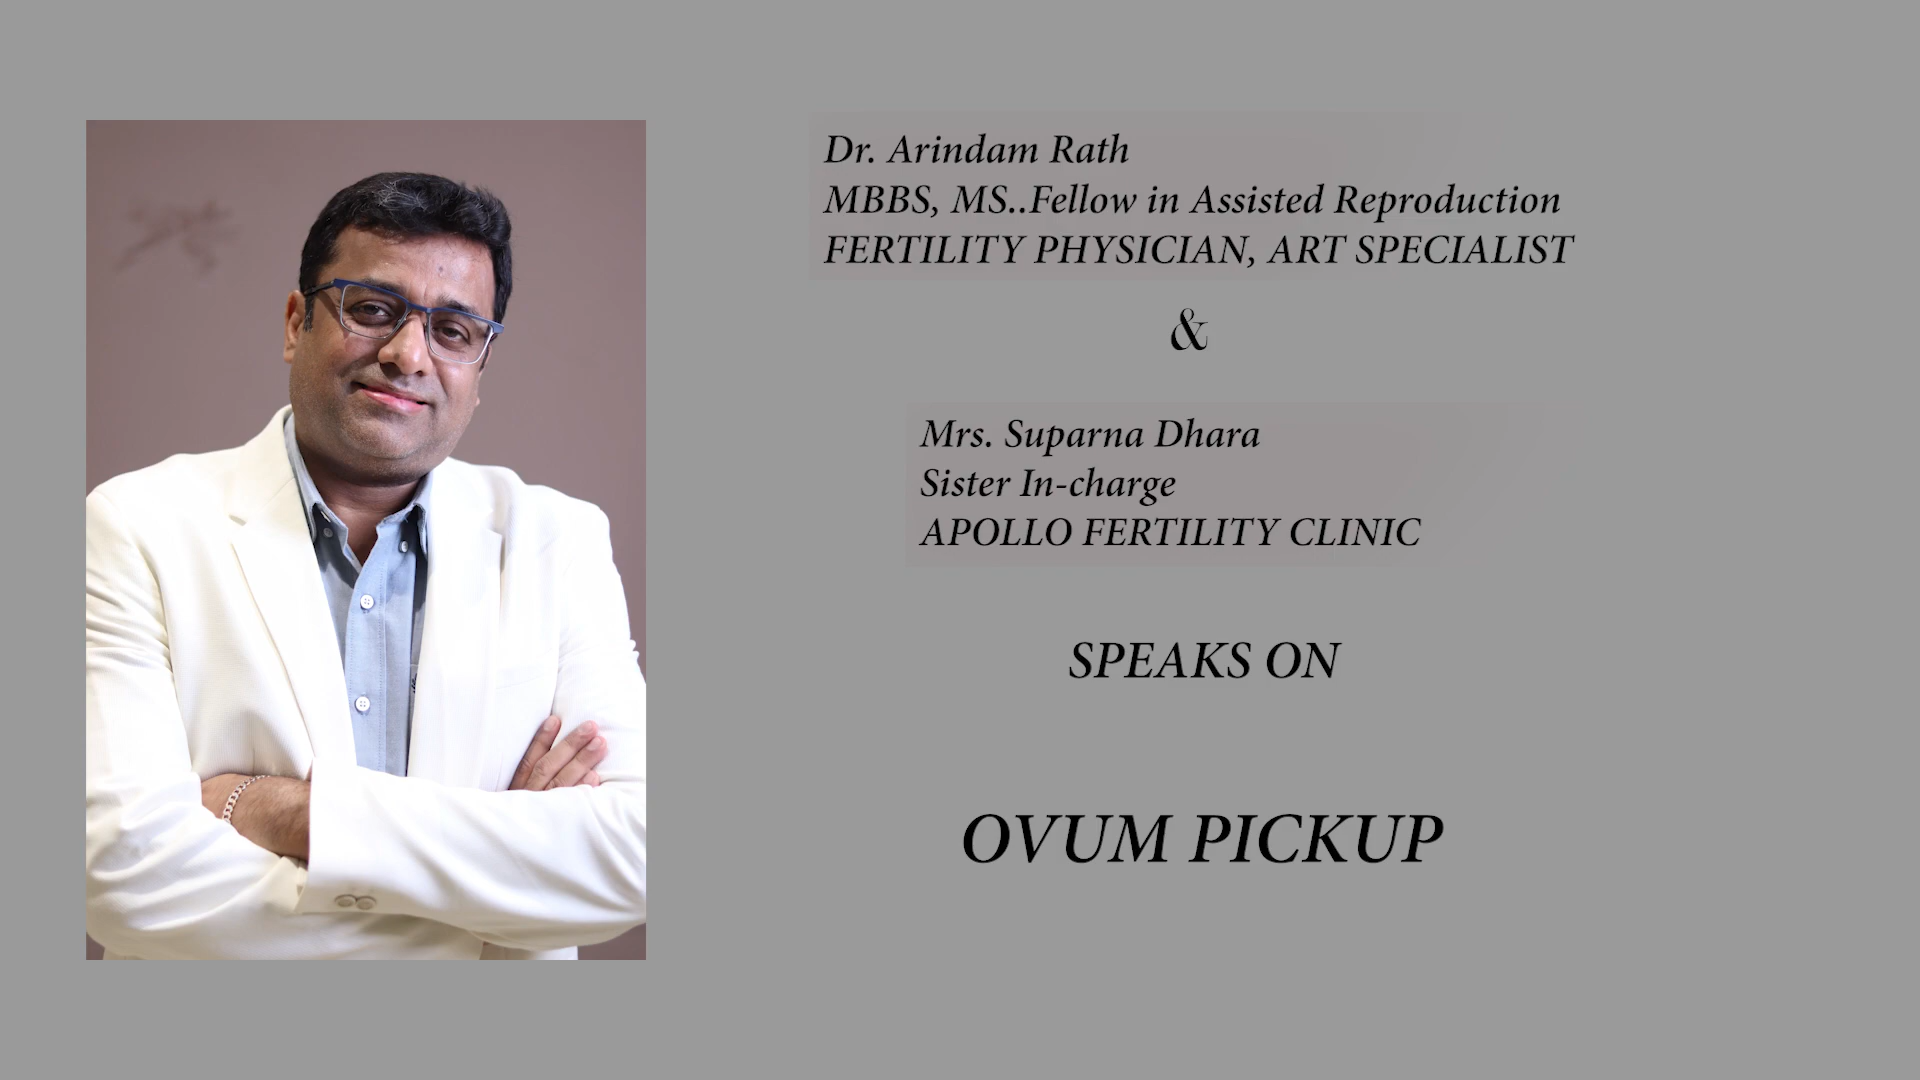 Dr. Arindam Rath
MBBS, MS..Fellow in Assisted Reproduction
FERTILITY PHYSICIAN, ART SPECIALIST
&
Mrs. Suparna Dhara
Sister In-charge
APOLLO FERTILITY CLINIC
SPEAKS ON
OVUM PICKUP